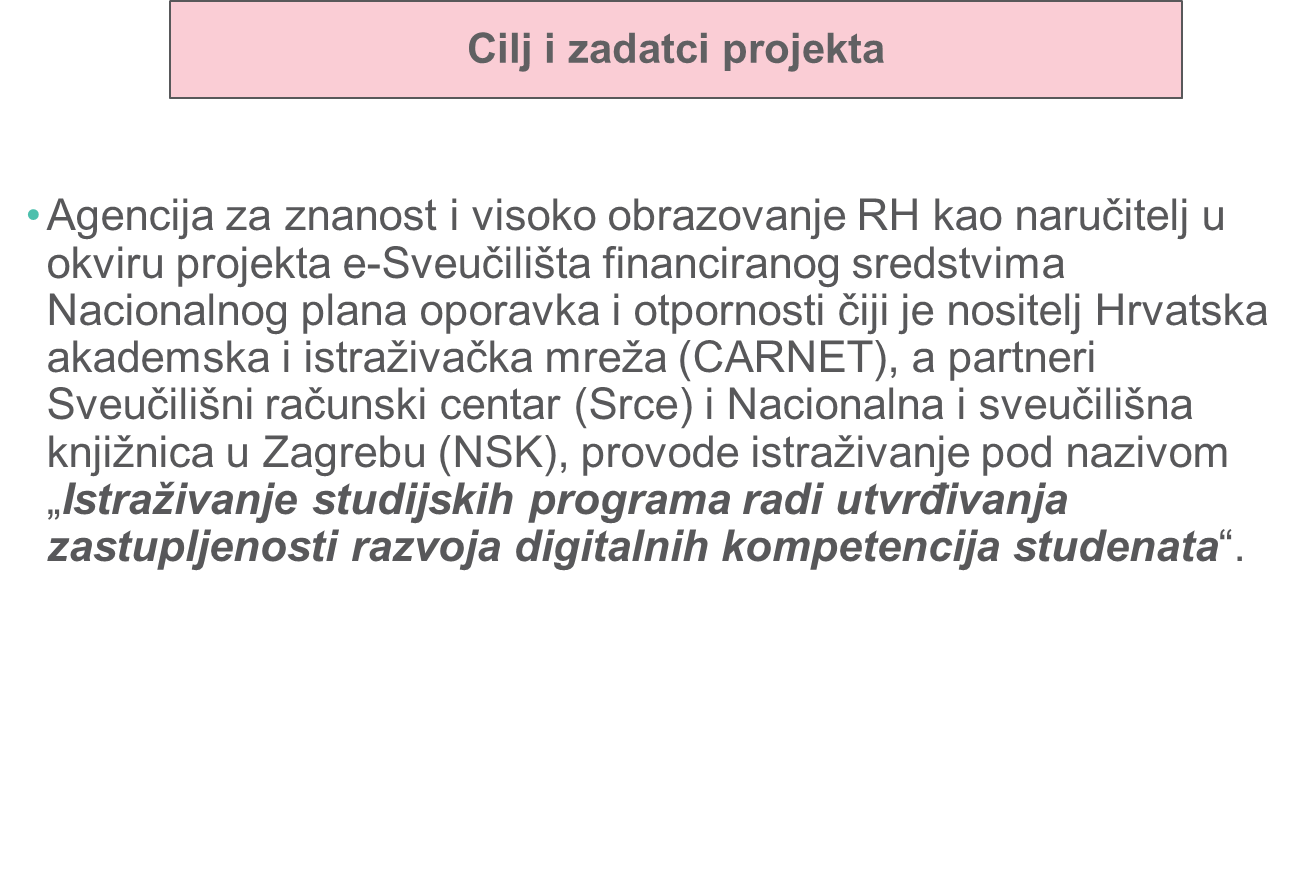 Cilj i zadatci projekta
• Agencija za znanost i visoko obrazovanje RH kao naručitelj u
okviru projekta e-Sveučilišta financiranog sredstvima
Nacionalnog plana oporavka i otpornosti čiji je nositelj Hrvatska
akademska i istraživačka mreža (CARNET), a partneri
Sveučilišni računski centar (Srce) i Nacionalna i sveučilišna
knjižnica u Zagrebu (NSK), provode istraživanje pod nazivom
„Istraživanje studijskih programa radi utvrđivanja
zastupljenosti razvoja digitalnih kompetencija studenata“.